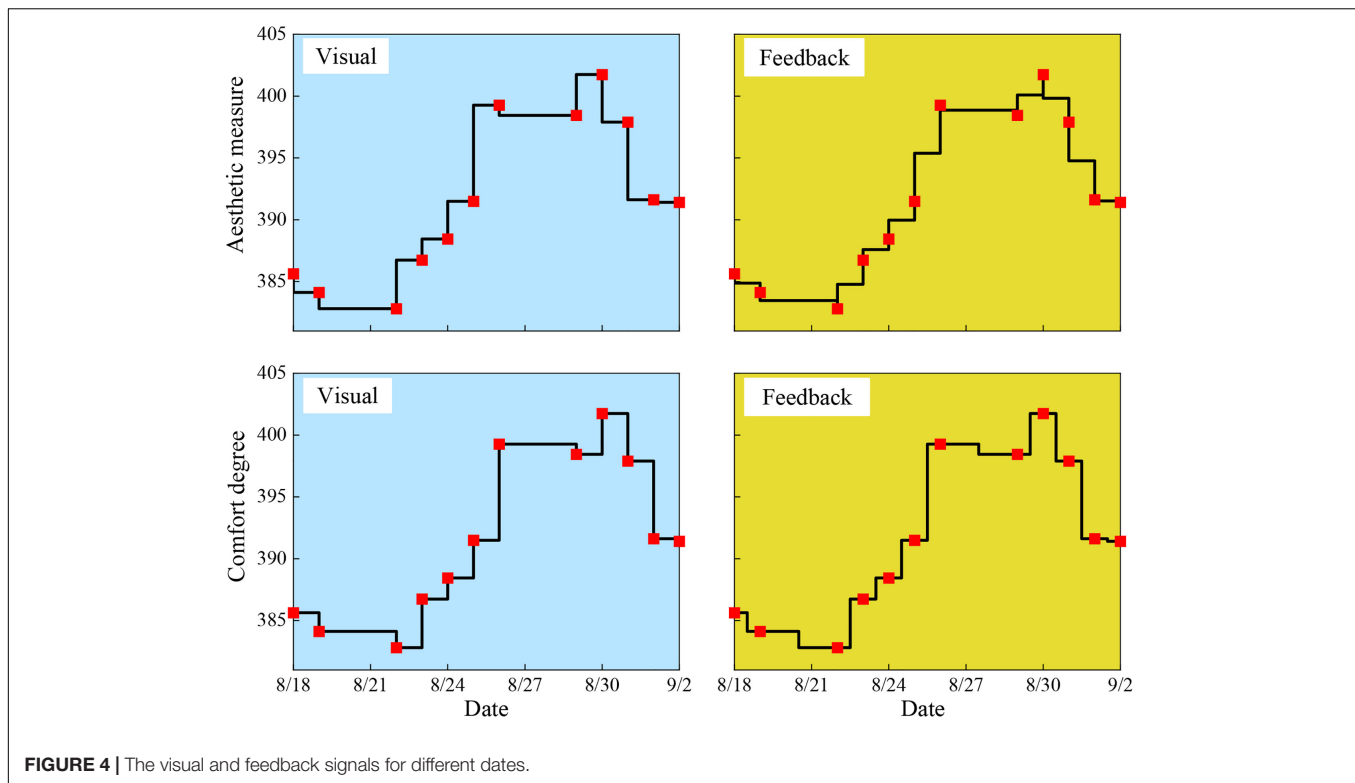 405
400
395
390
385
Aesthetic measure
Visual
Feedback
405
400
395
390
385
Comfort degree
Visual
Feedback
8/18 8/21 8/24 8/27 8/30 9/2
Date
8/18 8/21 8/24 8/27 8/30 9/2
Date
FIGURE 4 | The visual and feedback signals for different dates.